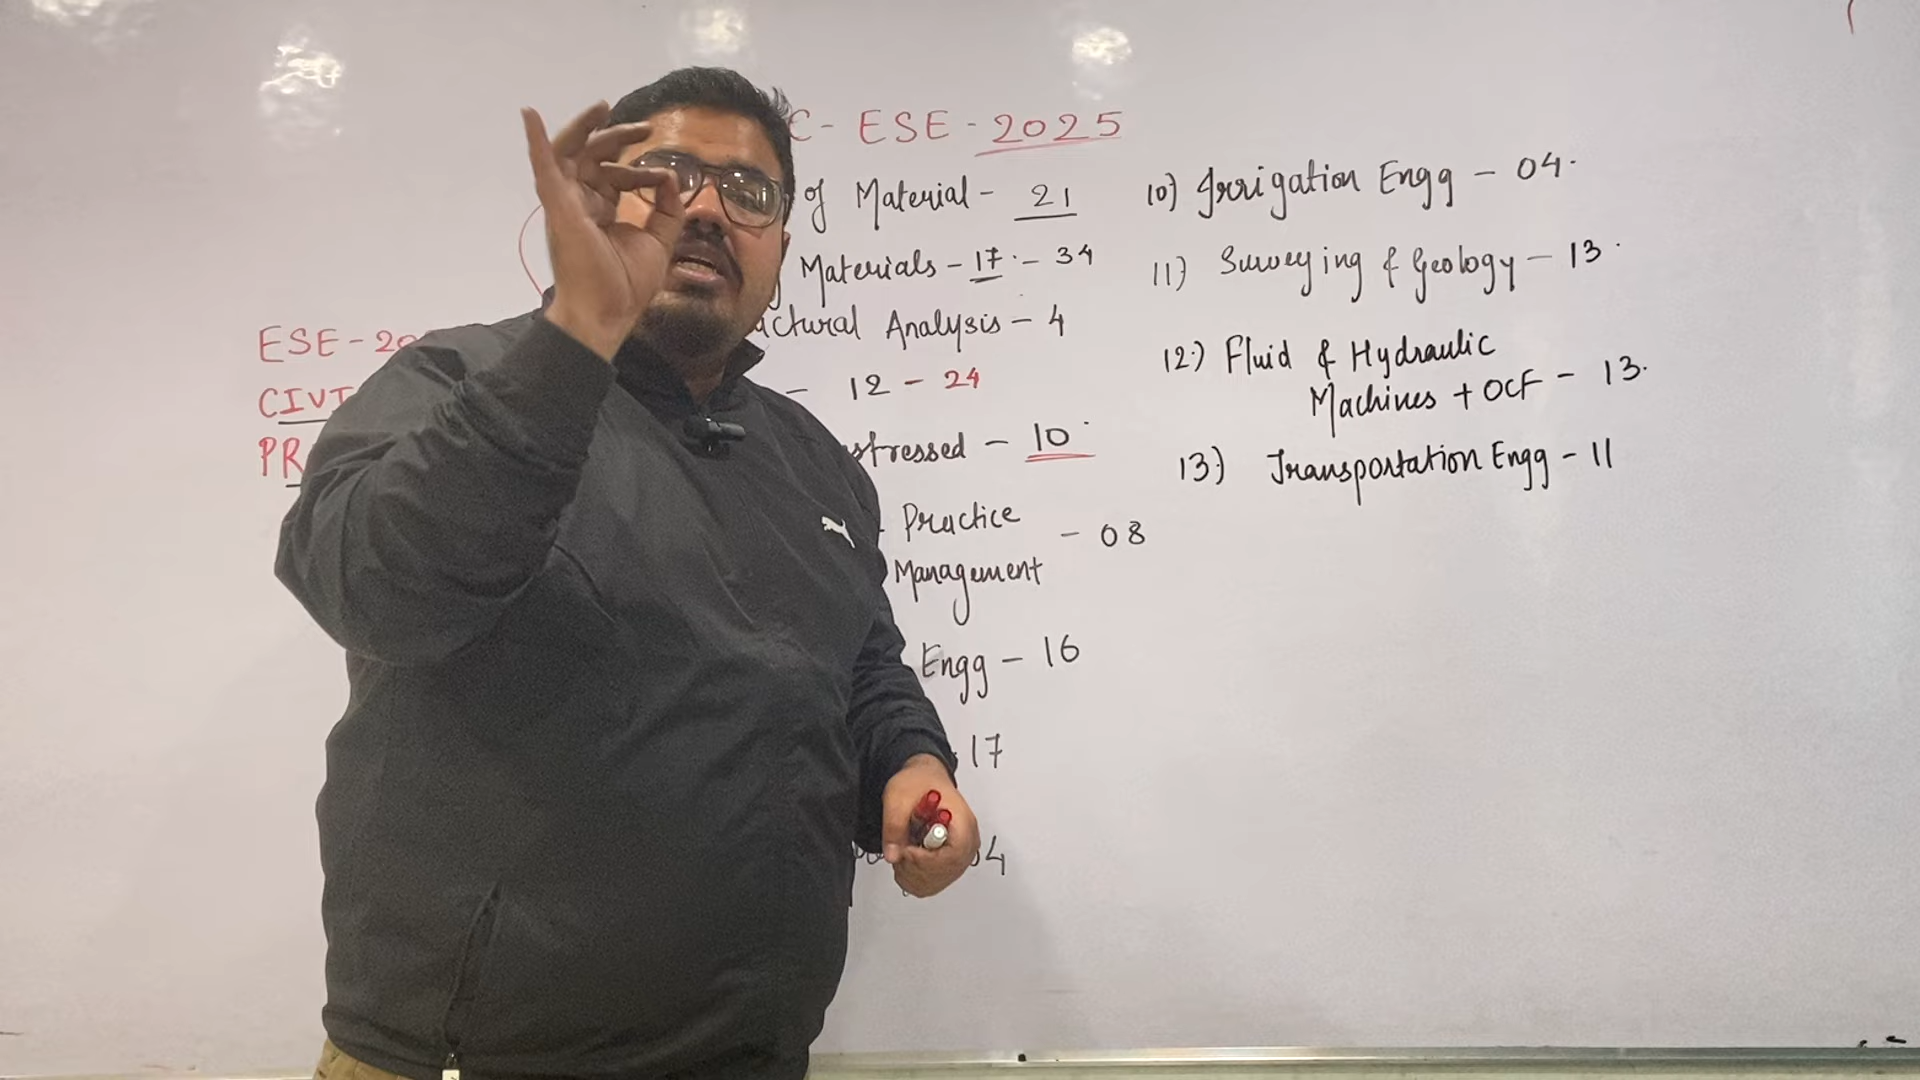 C- ESE - 2025
ESE - 20
CIVI
PR
of Material - 21
Materials - 17 - 34
Structural Analysis - 4
- 12 - 24
stressed - 10
Practice
Management - 08
Engg - 16
17
04
10) Irrigation Engg - 04.
11) Surveying & Geology - 13.
12.) Fluid & Hydraulic
Machines + OCF - 13.
13) Transportation Engg - 11